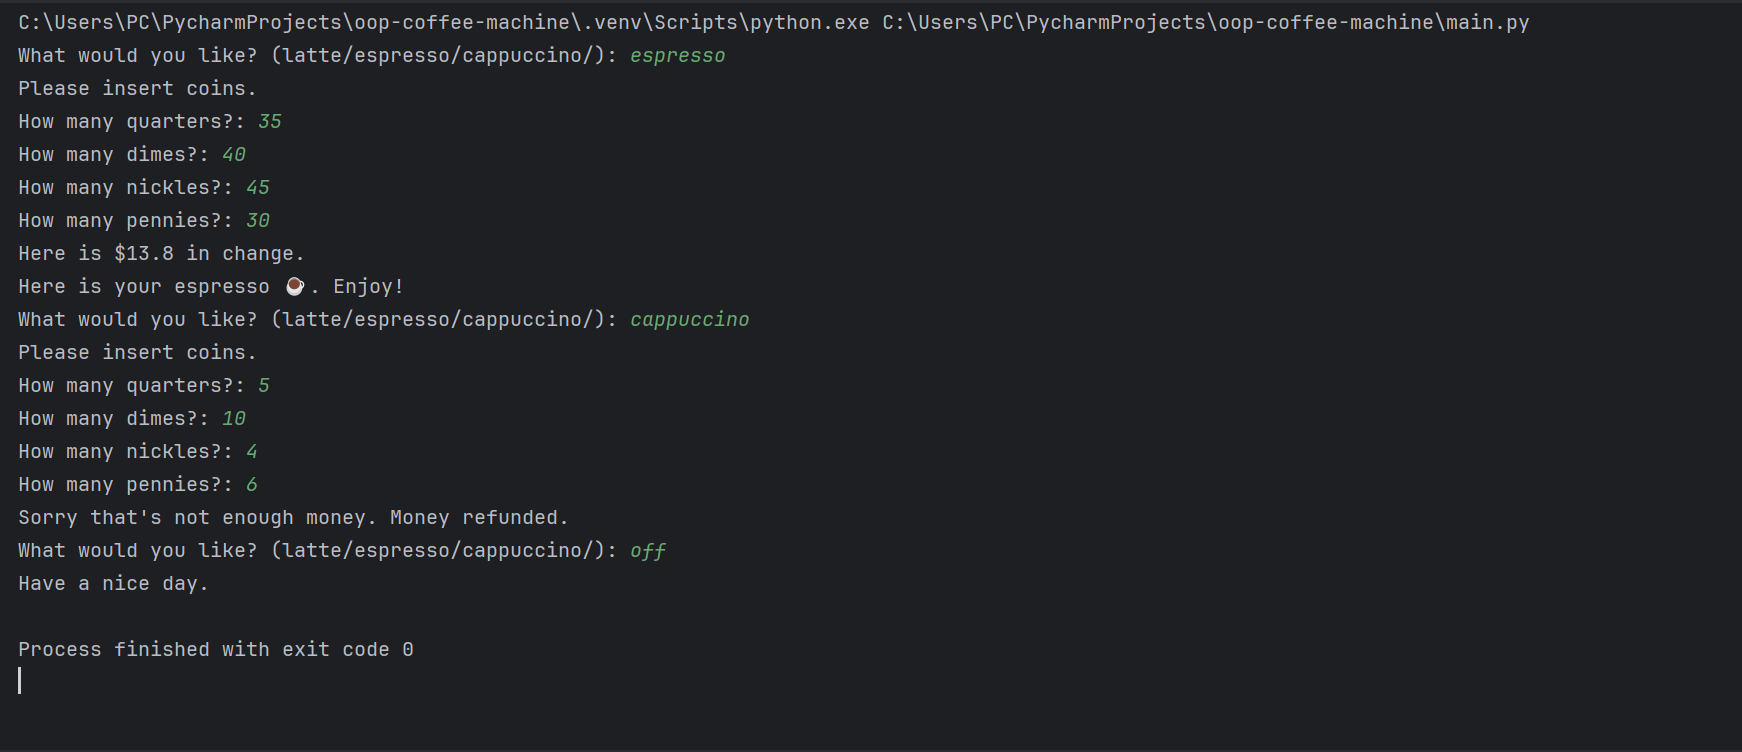 C:\Users\PC\PycharmProjects\oop-coffee-machine\.venv\Scripts\python.exe C:\Users\PC\PycharmProjects\oop-coffee-machine\main.py
What would you like? (latte/espresso/cappuccino/): espresso
Please insert coins.
How many quarters?: 35
How many dimes?: 40
How many nickles?: 45
How many pennies?: 30
Here is $13.8 in change.
Here is your espresso ☕. Enjoy!
What would you like? (latte/espresso/cappuccino/): cappuccino
Please insert coins.
How many quarters?: 5
How many dimes?: 10
How many nickles?: 4
How many pennies?: 6
Sorry that's not enough money. Money refunded.
What would you like? (latte/espresso/cappuccino/): off
Have a nice day.
Process finished with exit code 0